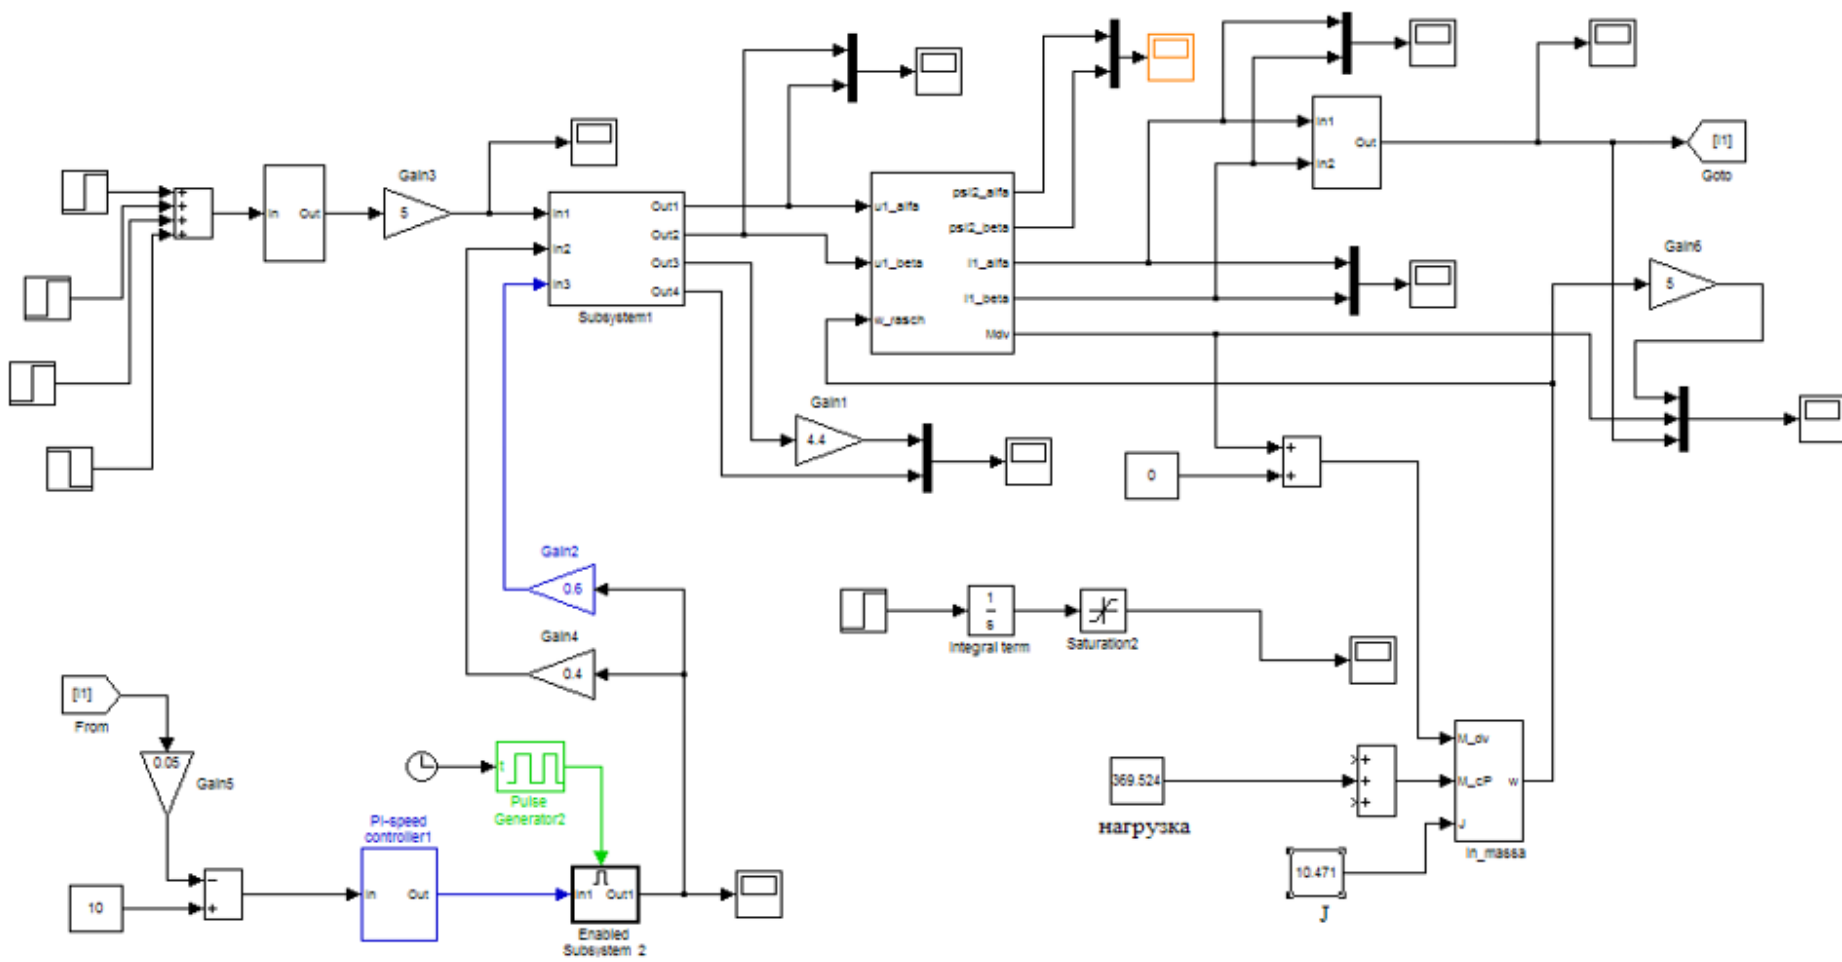 Gain3
5
In
Out
In1
In2
In3
Out1
Out2
Out3
Out4
Subsystem1
u1_alfa
u1_beta
w_rasch
psi2_alfa
psi2_beta
I1_alfa
I1_beta
Mdv
In1
In2
Out
[I1]
Goto
Gain6
5
Gain1
4.4
0
Gain2
0.6
Gain4
0.4
1
s
Integral term
Saturation2
[I1]
From
0.05
Gain5
t
Pulse
Generator2
PI-speed
controller1
In
Out
10
In1
Out1
Enabled
Subsystem 2
369.524
нагрузка
M_dv
M_cP
J
w
in_massa
10.471
J